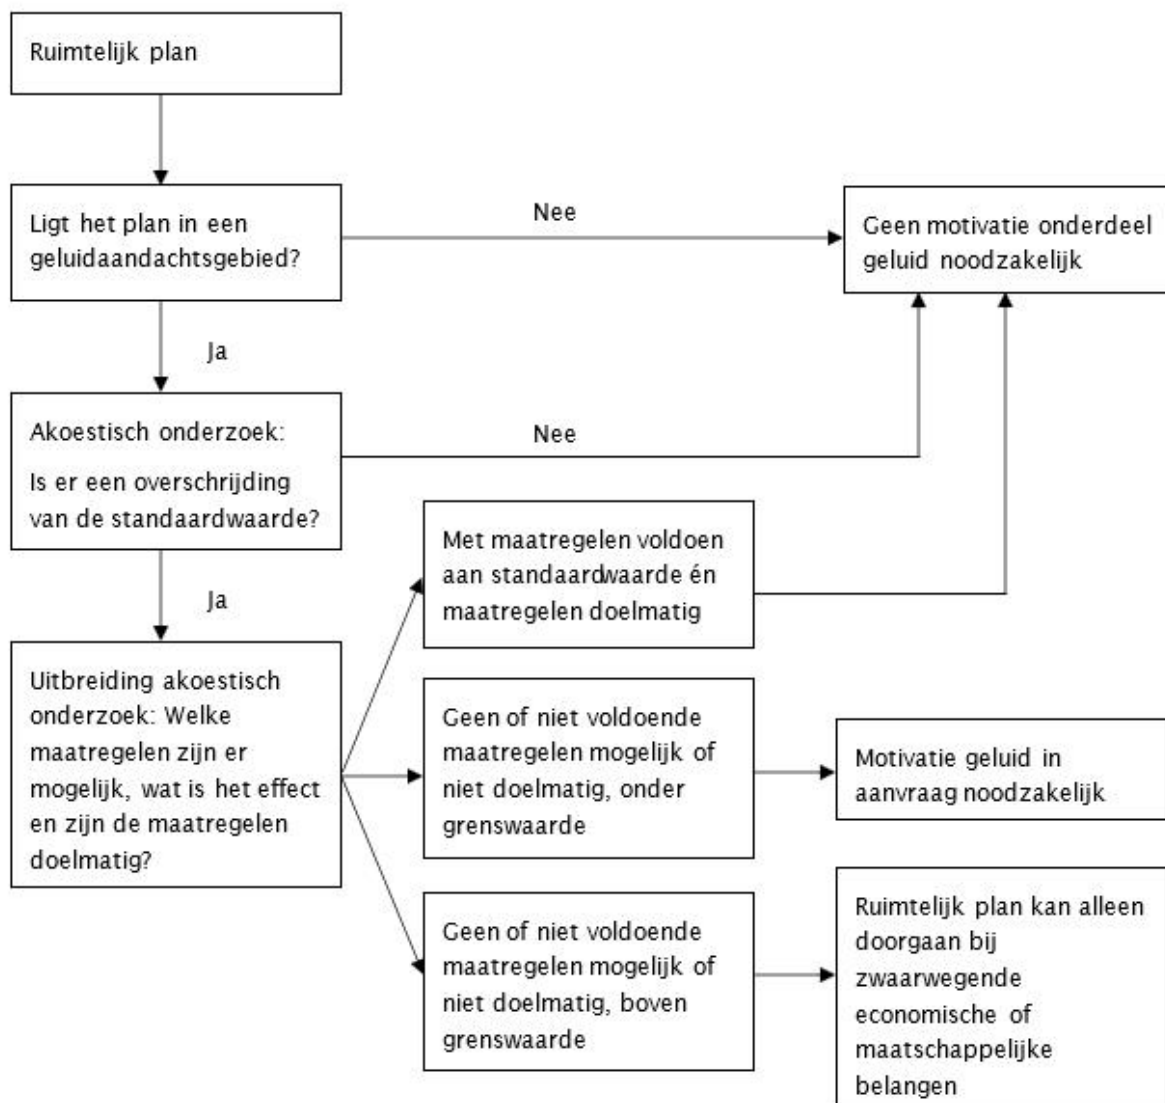 Ruimtelijk plan
Ligt het plan in een
geluidaandachtsgebied?
Nee
Geen motivatie onderdeel
geluid noodzakelijk
Ja
Akoestisch onderzoek:
Is er een overschrijding
van de standaardwaarde?
Nee
Ja
Met maatregelen voldoen
aan standaardwaarde én
maatregelen doelmatig
Uitbreiding akoestisch
onderzoek: Welke
maatregelen zijn er
mogelijk, wat is het effect
en zijn de maatregelen
doelmatig?
Geen of niet voldoende
maatregelen mogelijk of
niet doelmatig, onder
grenswaarde
Motivatie geluid in
aanvraag noodzakelijk
Geen of niet voldoende
maatregelen mogelijk of
niet doelmatig, boven
grenswaarde
Ruimtelijk plan kan alleen
doorgaan bij
zwaarwegende
economische of
maatschappelijke
belangen